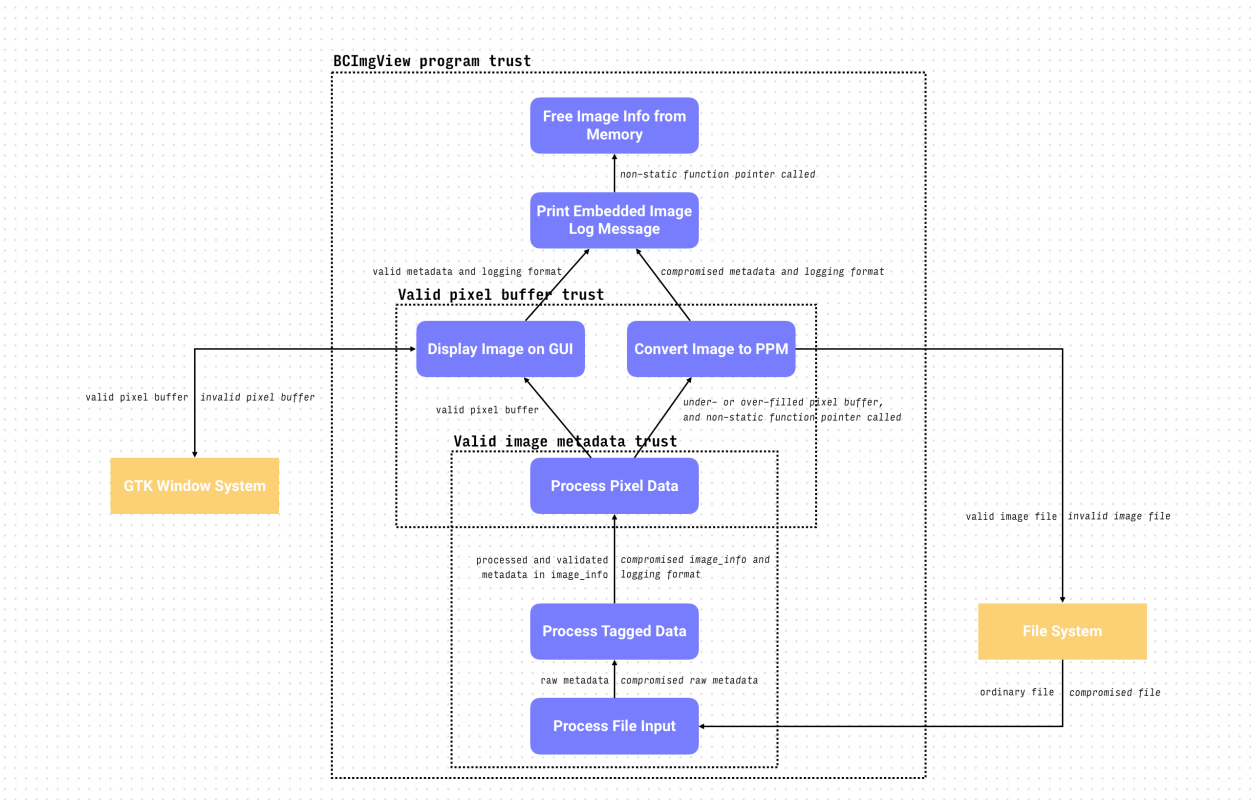 BCImgView program trust
Free Image Info from
Memory
non-static function pointer called
Print Embedded Image
Log Message
valid metadata and logging format
compromised metadata and logging format
Valid pixel buffer trust
Display Image on GUI
Convert Image to PPM
valid pixel buffer
invalid pixel buffer
valid pixel buffer
under- or over-filled pixel buffer,
and non-static function pointer called
Valid image metadata trust
GTK Window System
Process Pixel Data
valid image file
invalid image file
processed and validated
metadata in image_info
compromised image_info and
logging format
Process Tagged Data
File System
raw metadata
compromised raw metadata
ordinary file
compromised file
Process File Input